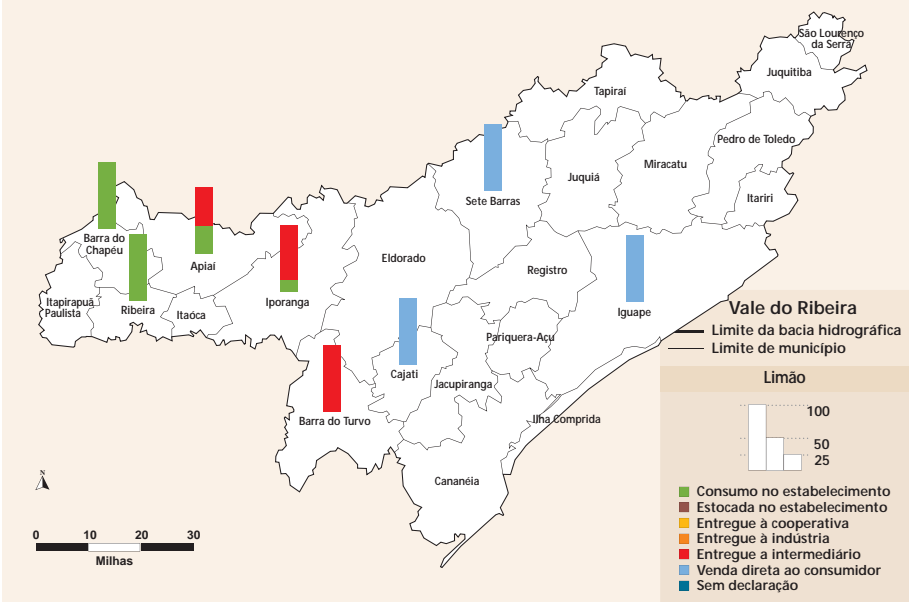 São Lourenço
da Serra
Juquitiba
Tapiraí
Pedro de Toledo
Miracatu
Juquiá
Itariri
Sete Barras
Barra do
Chapéu
Apiaí
Eldorado
Registro
Itapirapuã
Paulista
Ribeira
Itaóca
Iporanga
Iguape
Pariquera-Açu
Cajati
Jacupiranga
Barra do Turvo
Ilha Comprida
Cananéia
N
0 10 20 30
Milhas
Vale do Ribeira
Limite da bacia hidrográfica
Limite de município
Limão
100
50
25
Consumo no estabelecimento
Estocada no estabelecimento
Entregue à cooperativa
Entregue à indústria
Entregue a intermediário
Venda direta ao consumidor
Sem declaração